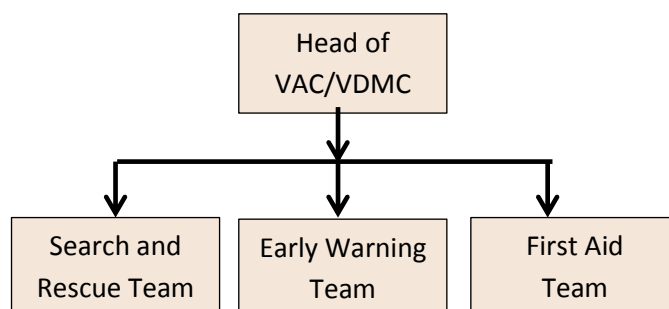 Head of
VAC/VDMC
Search and
Rescue Team
Early Warning
Team
First Aid
Team